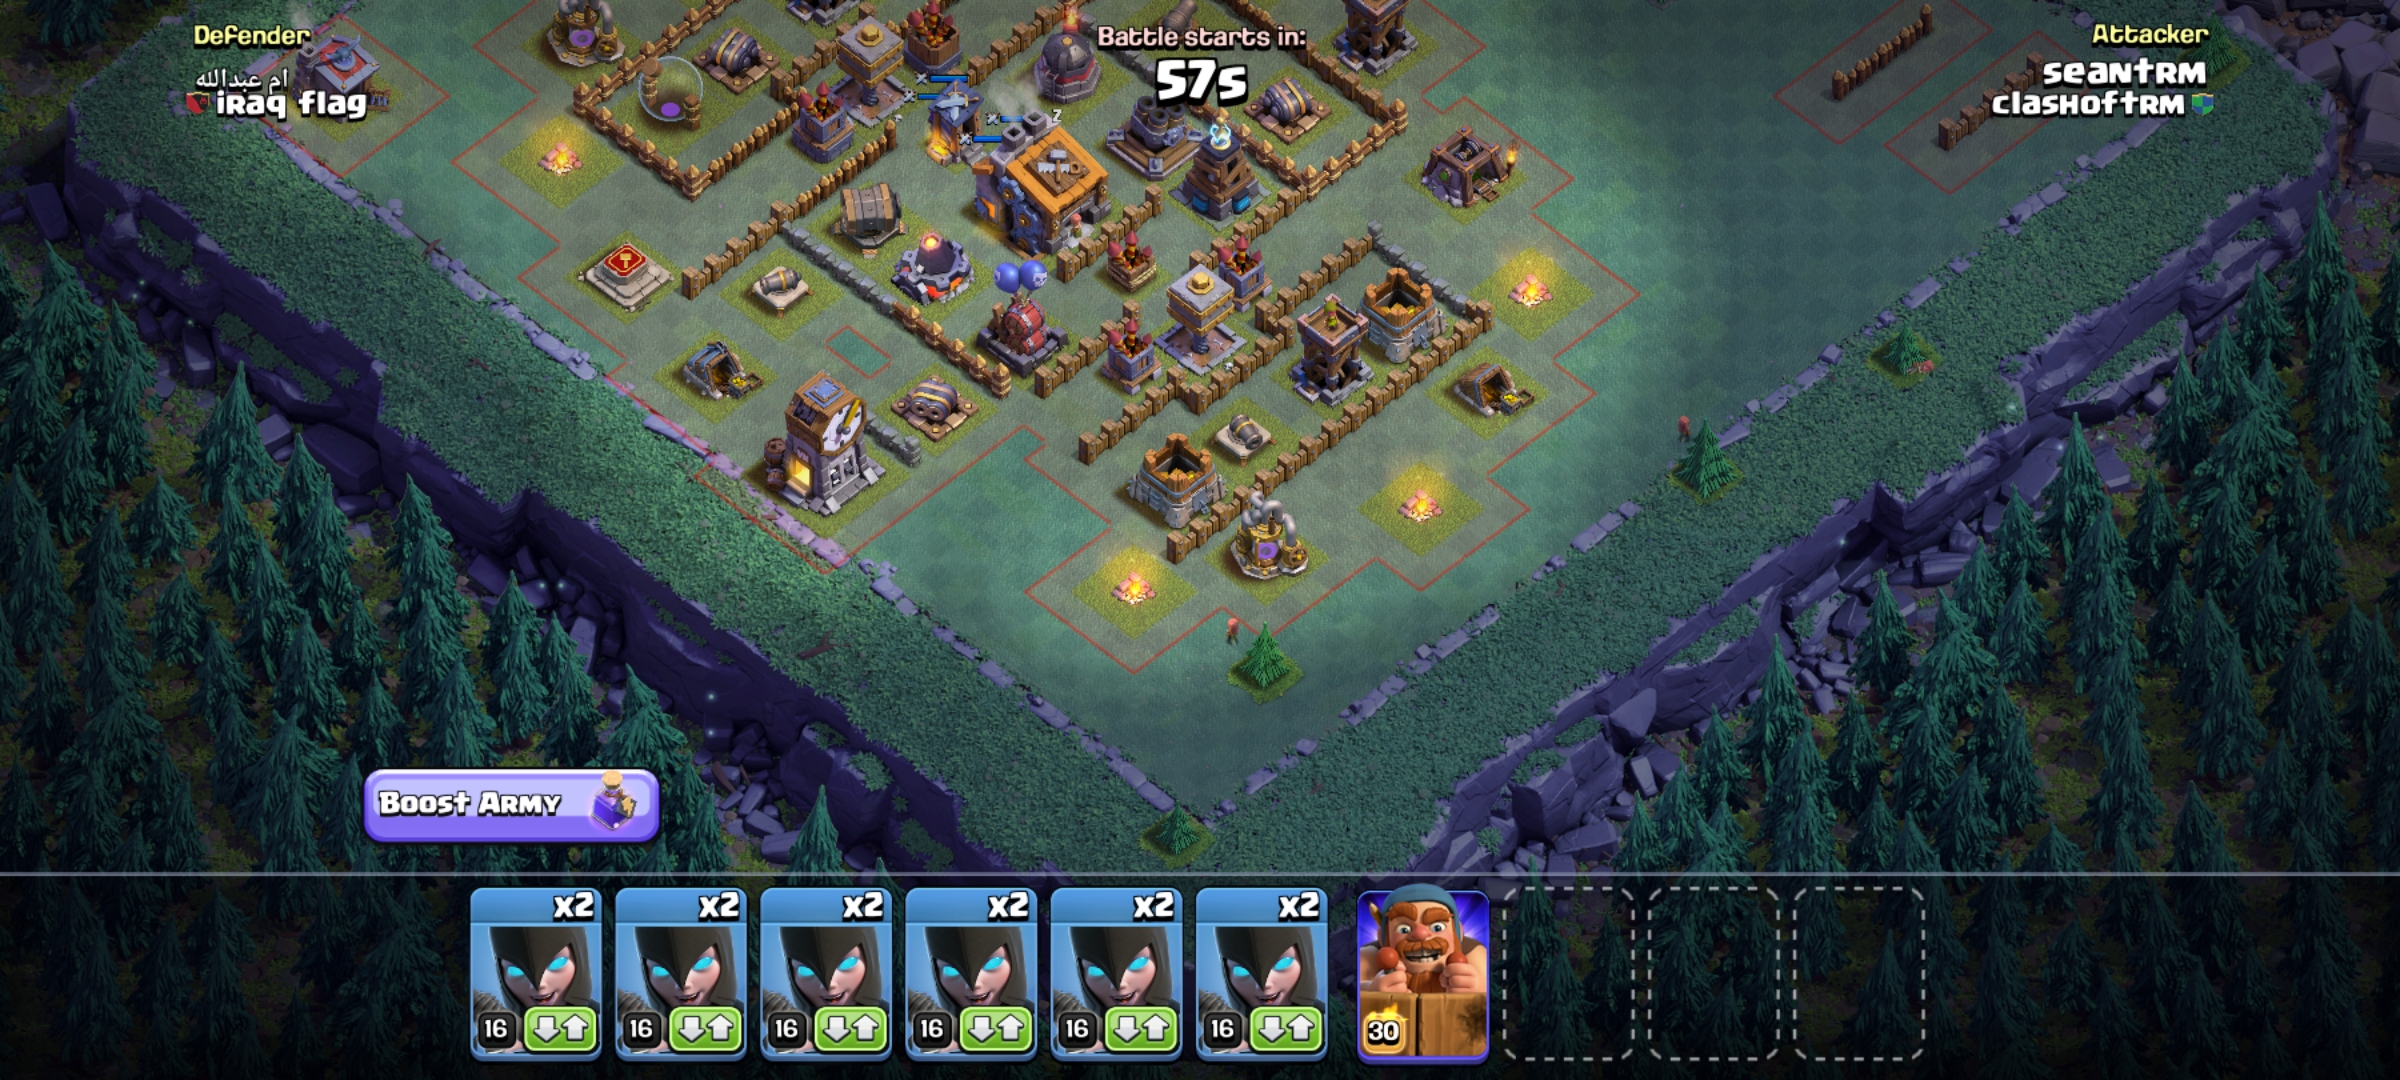 Defender
ام عبدالله
iraq flag
Battle starts in:
57s
Attacker
seantrm
clashoftrm
z
Boost Army
x2
x2
x2
x2
x2
x2
16
16
16
16
16
16
30